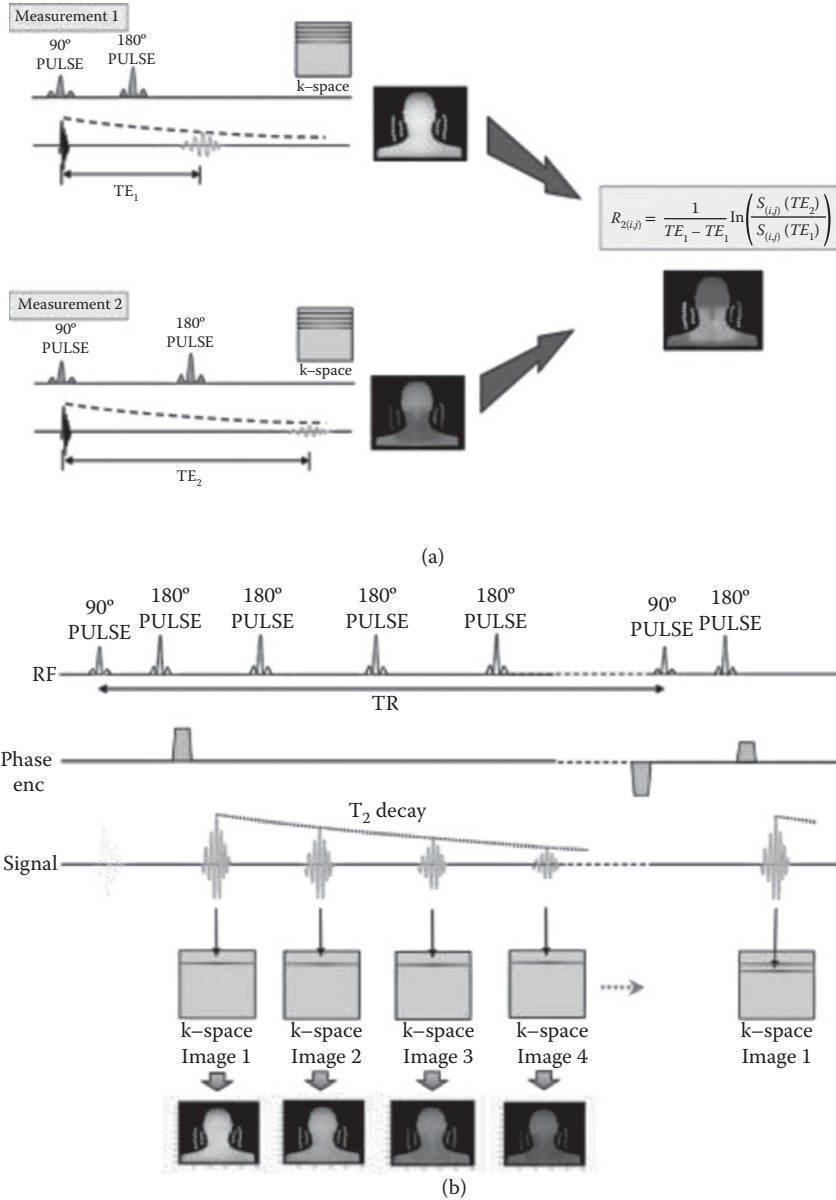 Measurement 1
90º
PULSE
180º
PULSE
k–space
TE1
R2(i,j) = 1 / TE1 – TE1 In(S(i,j) (TE2) / S(i,j) (TE1))
Measurement 2
90º
PULSE
180º
PULSE
k–space
TE2
(a)
90º
PULSE
180º
PULSE
180º
PULSE
180º
PULSE
180º
PULSE
90º
PULSE
180º
PULSE
RF
TR
Phase
enc
T2 decay
Signal
k–space
Image 1
k–space
Image 2
k–space
Image 3
k–space
Image 4
k–space
Image 1
(b)